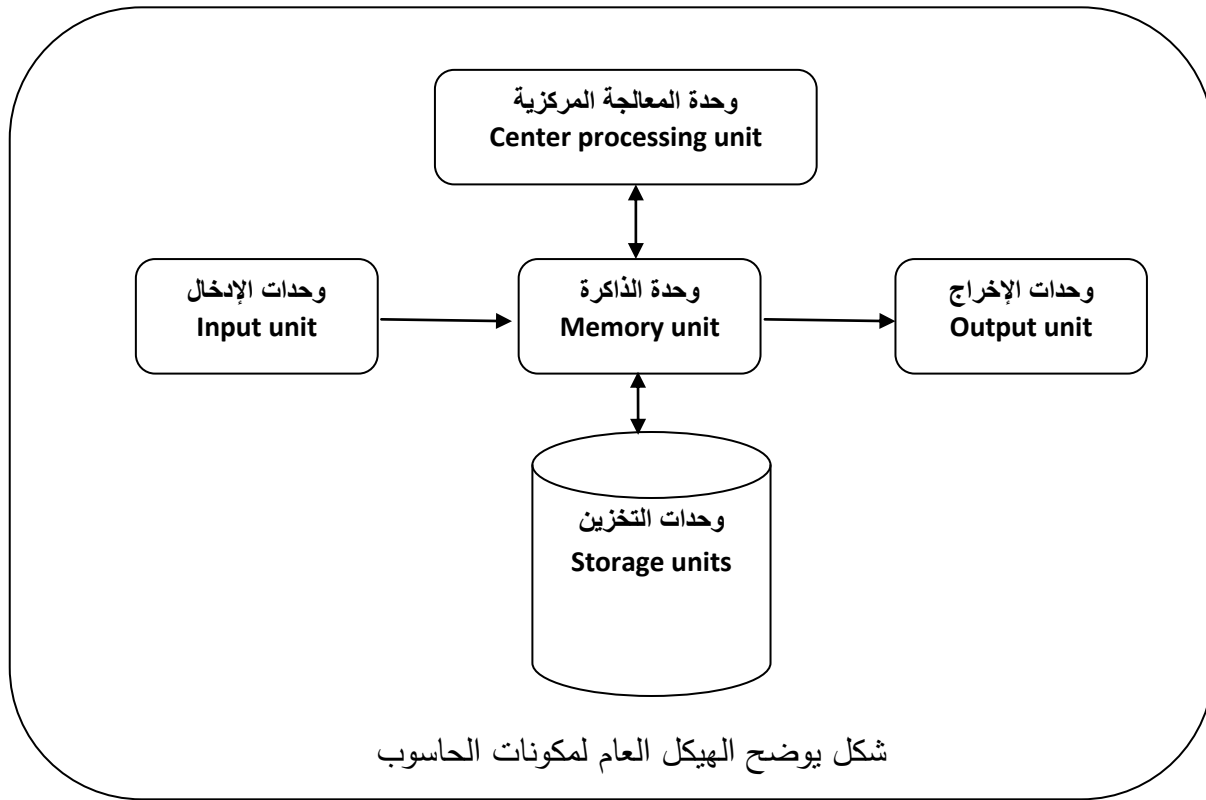 وحدة المعالجة المركزية
Center processing unit
وحدات الإدخال
Input unit
وحدة الذاكرة
Memory unit
وحدات الإخراج
Output unit
وحدات التخزين
Storage units
شكل يوضح الهيكل العام لمكونات الحاسوب